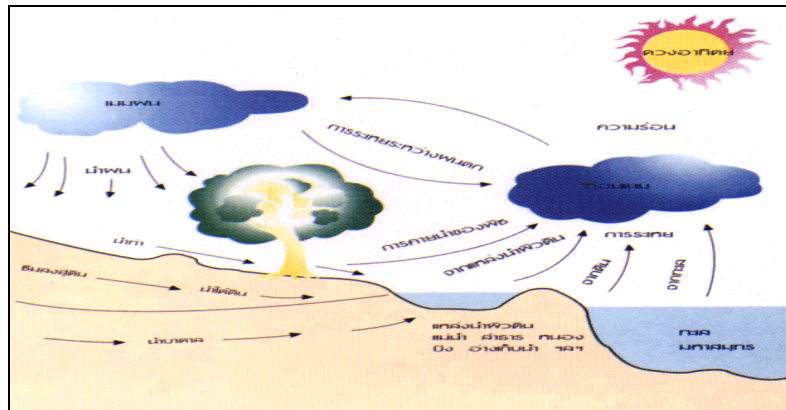 ดวงอาทิตย์
เมฆฝน
ความร้อน
การระเหยระหว่างฝนตก
น้ำฝน
ก้อนเมฆ
การคายน้ำของพืช
การระเหย
น้ำท่า
จากแหล่งน้ำผิวดิน
จากดิน
จากทะเล
ซึมลงสู่ดิน
น้ำใต้ดิน
น้ำบาดาล
แหล่งน้ำผิวดิน
แม่น้ำ ลำธาร หนอง
บึง อ่างเก็บน้ำ ฯลฯ
ทะเล
มหาสมุทร